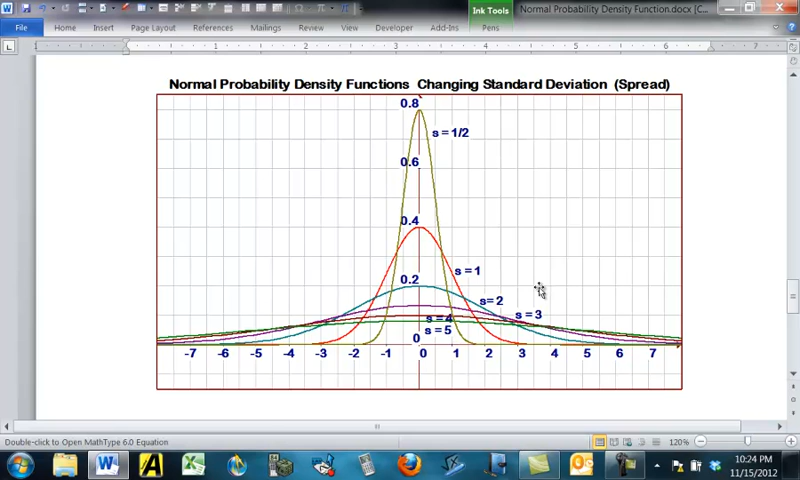 Ink Tools
Normal Probability Density Function.docx [C...
File Home Insert Page Layout References Mailings Review View Developer Add-Ins Pens
Normal Probability Density Functions Changing Standard Deviation (Spread)
0.8
s = 1/2
0.6
0.4
s = 1
0.2
s= 2
s = 3
s = 4
s = 5
0
-7 -6 -5 -4 -3 -2 -1 0 1 2 3 4 5 6 7
Double-click to Open MathType 6.0 Equation
120%
10:24 PM
11/15/2012